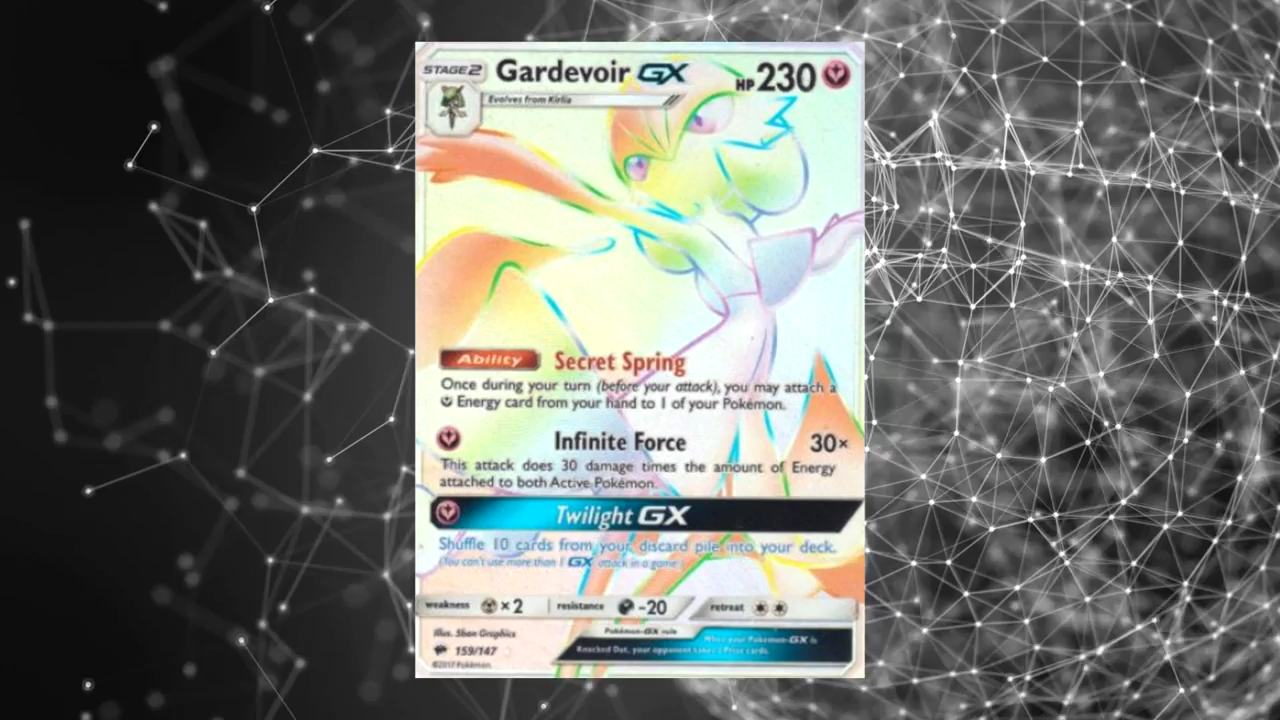 STAGE 2 Gardevoir GX HP 230
Evolves from Kirlia
Ability Secret Spring
Once during your turn (before your attack), you may attach a
Energy card from your hand to 1 of your Pokémon.
Infinite Force 30×
This attack does 30 damage times the amount of Energy
attached to both Active Pokémon.
Twilight GX
Shuffle 10 cards from your discard pile into your deck.
(You can't use more than 1 GX attack in a game.)
weakness ×2 resistance -20 retreat
Illus. 5ban Graphics
159/147
©2017 Pokémon
Pokémon-GX rule
When your Pokémon-GX is
Knocked Out, your opponent takes 2 Prize cards.